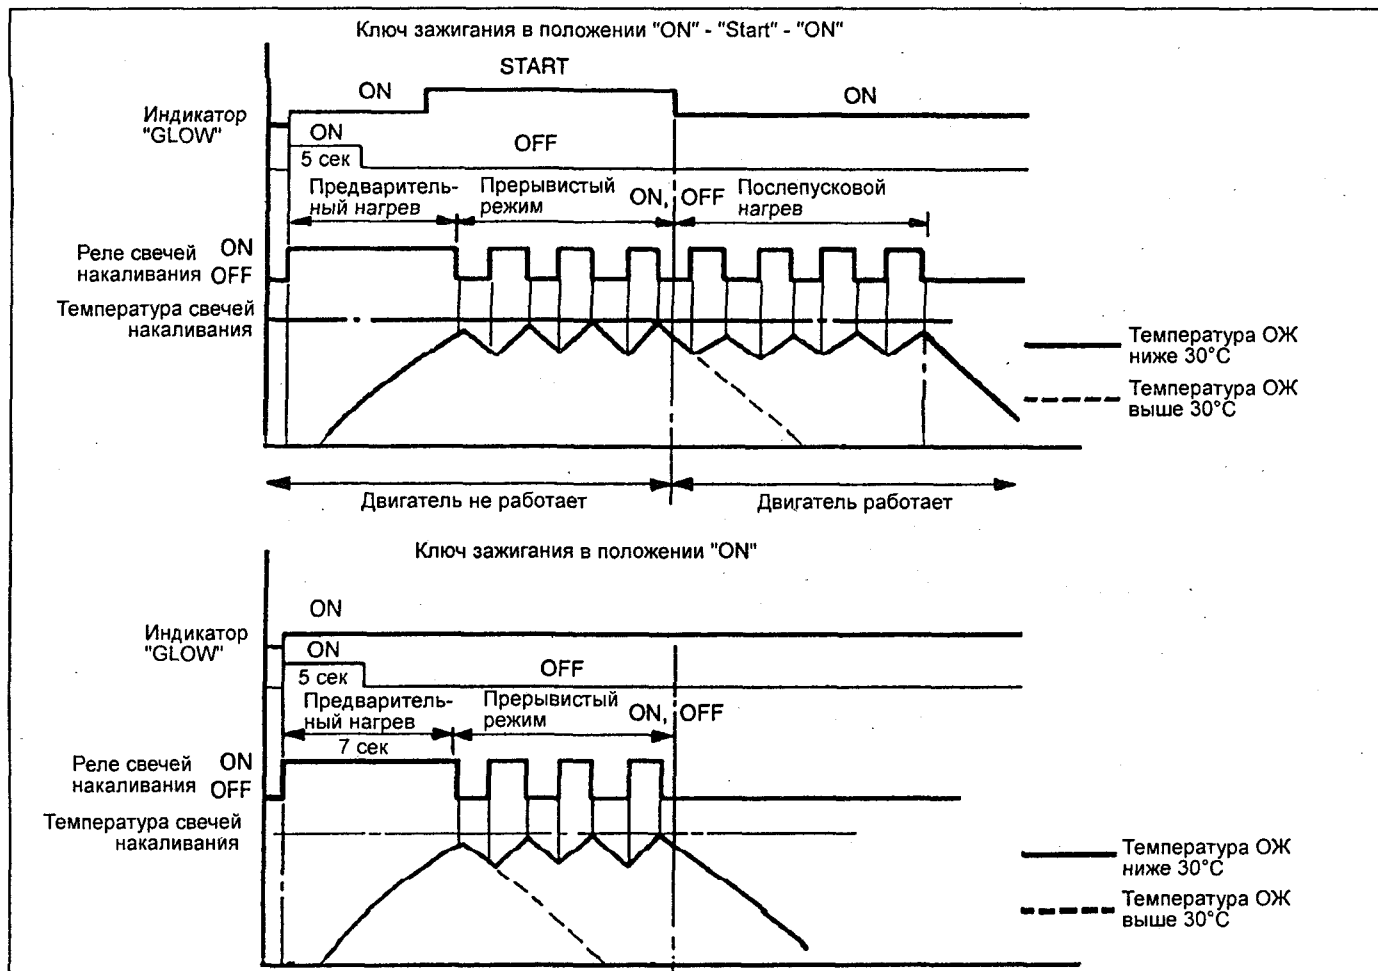 Ключ зажигания в положении "ON" - "Start" - "ON"
START
ON
ON
Индикатор
"GLOW"
ON
OFF
5 сек
Предваритель-
ный нагрев
Прерывистый
режим
ON, OFF
Послепусковой
нагрев
Реле свечей
накаливания
ON
OFF
Температура свечей
накаливания
Температура ОЖ
ниже 30°C
Температура ОЖ
выше 30°C
Двигатель не работает
Двигатель работает
Ключ зажигания в положении "ON"
ON
Индикатор
"GLOW"
ON
OFF
5 сек
Предваритель-
ный нагрев
7 сек
Прерывистый
режим
ON, OFF
Реле свечей
накаливания
ON
OFF
Температура свечей
накаливания
Температура ОЖ
ниже 30°C
Температура ОЖ
выше 30°C